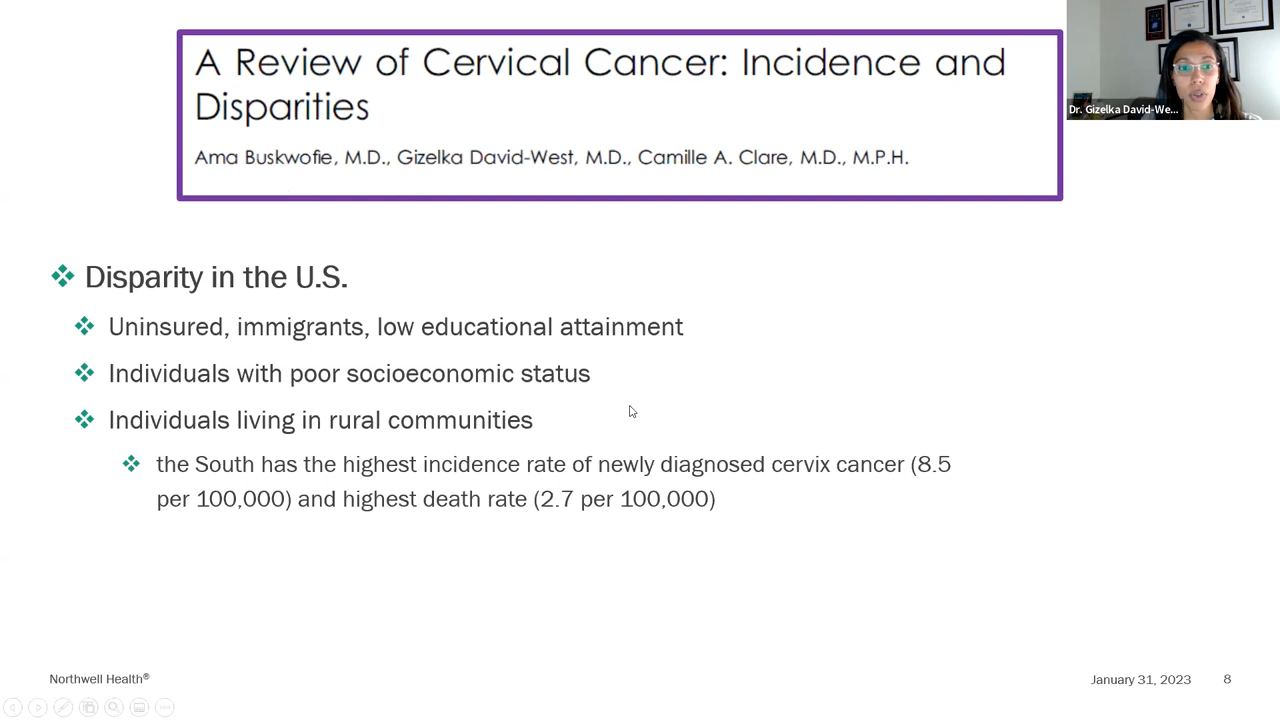 A Review of Cervical Cancer: Incidence and
Disparities
Ama Buskwofie, M.D., Gizelka David-West, M.D., Camille A. Clare, M.D., M.P.H.
Dr. Gizelka David-We...
Disparity in the U.S.
Uninsured, immigrants, low educational attainment
Individuals with poor socioeconomic status
Individuals living in rural communities
the South has the highest incidence rate of newly diagnosed cervix cancer (8.5
per 100,000) and highest death rate (2.7 per 100,000)
Northwell Health®
January 31, 2023 8